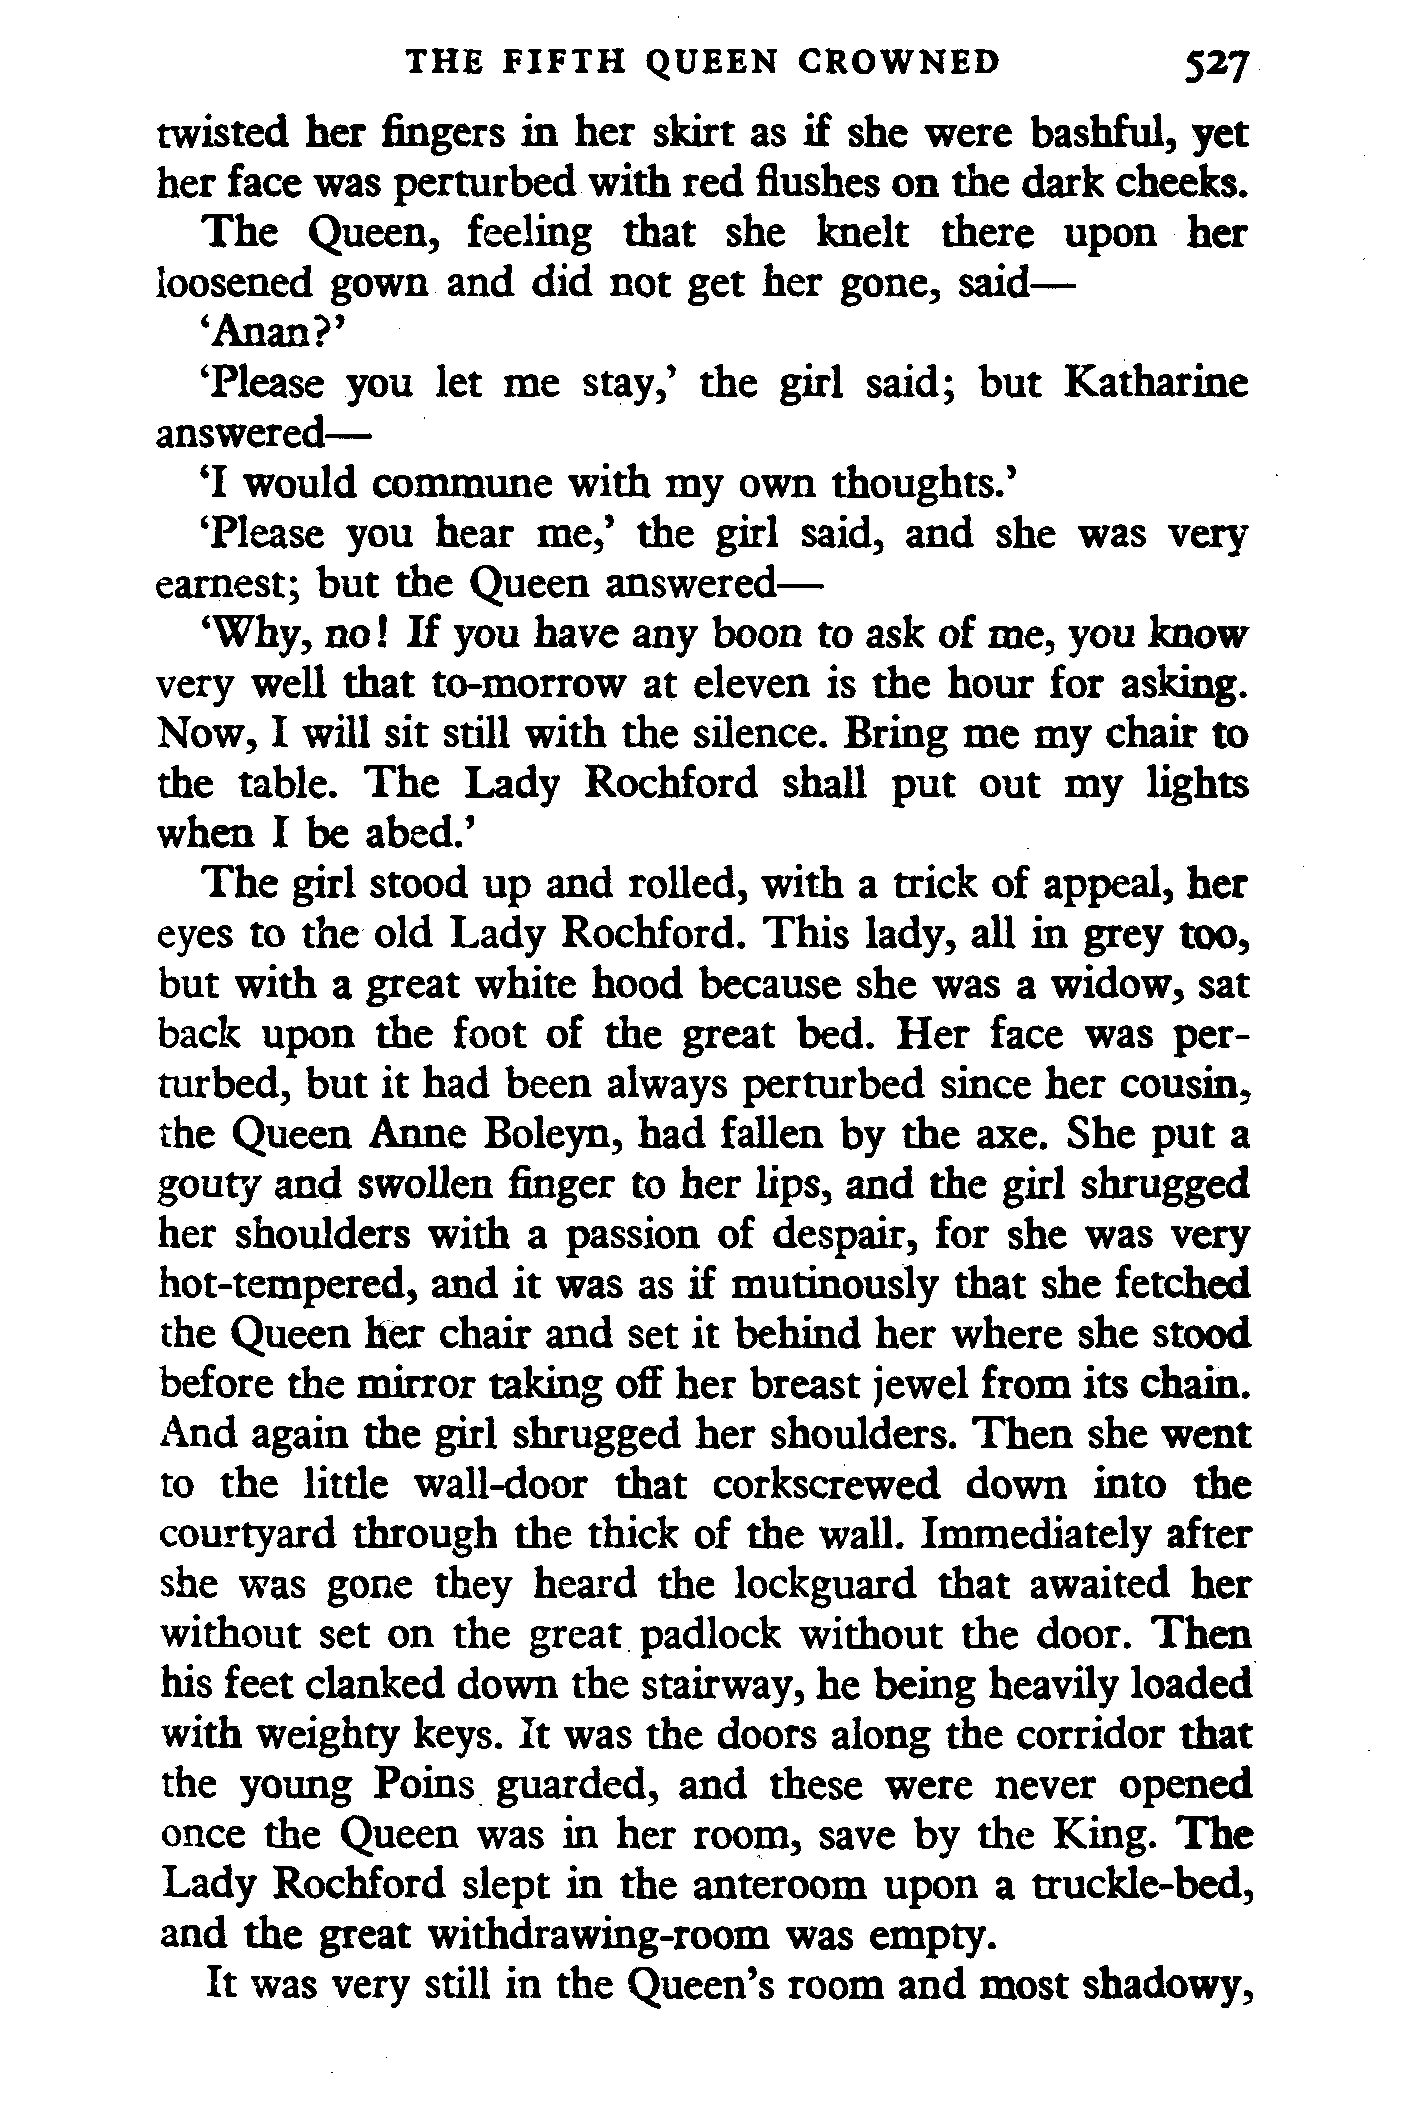 THE FIFTH QUEEN CROWNED 527
twisted her fingers in her skirt as if she were bashful, yet
her face was perturbed with red flushes on the dark cheeks.
The Queen, feeling that she knelt there upon her
loosened gown and did not get her gone, said—
‘Anan?’
‘Please you let me stay,’ the girl said; but Katharine
answered—
‘I would commune with my own thoughts.’
‘Please you hear me,’ the girl said, and she was very
earnest; but the Queen answered—
‘Why, no! If you have any boon to ask of me, you know
very well that to-morrow at eleven is the hour for asking.
Now, I will sit still with the silence. Bring me my chair to
the table. The Lady Rochford shall put out my lights
when I be abed.’
The girl stood up and rolled, with a trick of appeal, her
eyes to the old Lady Rochford. This lady, all in grey too,
but with a great white hood because she was a widow, sat
back upon the foot of the great bed. Her face was per-
turbed, but it had been always perturbed since her cousin,
the Queen Anne Boleyn, had fallen by the axe. She put a
gouty and swollen finger to her lips, and the girl shrugged
her shoulders with a passion of despair, for she was very
hot-tempered, and it was as if mutinously that she fetched
the Queen her chair and set it behind her where she stood
before the mirror taking off her breast jewel from its chain.
And again the girl shrugged her shoulders. Then she went
to the little wall-door that corkscrewed down into the
courtyard through the thick of the wall. Immediately after
she was gone they heard the lockguard that awaited her
without set on the great padlock without the door. Then
his feet clanked down the stairway, he being heavily loaded
with weighty keys. It was the doors along the corridor that
the young Poins guarded, and these were never opened
once the Queen was in her room, save by the King. The
Lady Rochford slept in the anteroom upon a truckle-bed,
and the great withdrawing-room was empty.
It was very still in the Queen’s room and most shadowy,